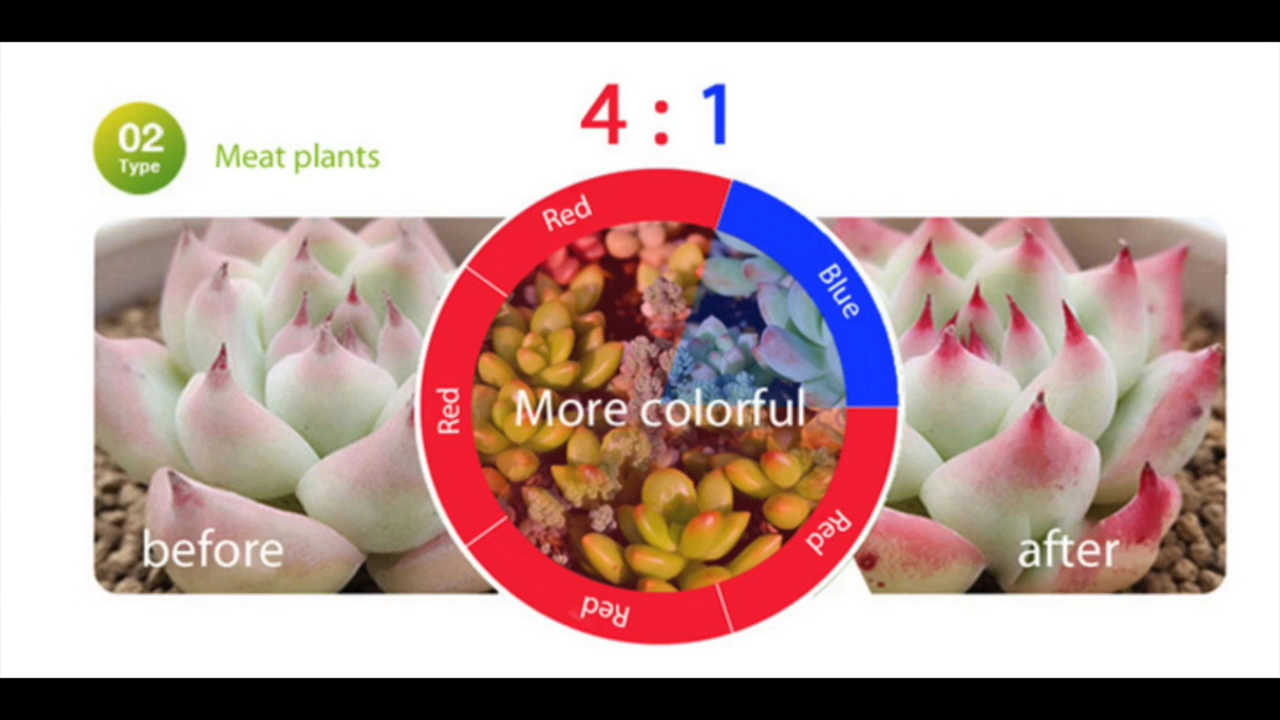 4 : 1
02
Type
Meat plants
Red
Blue
Red
More colorful
Red
Red
before
after